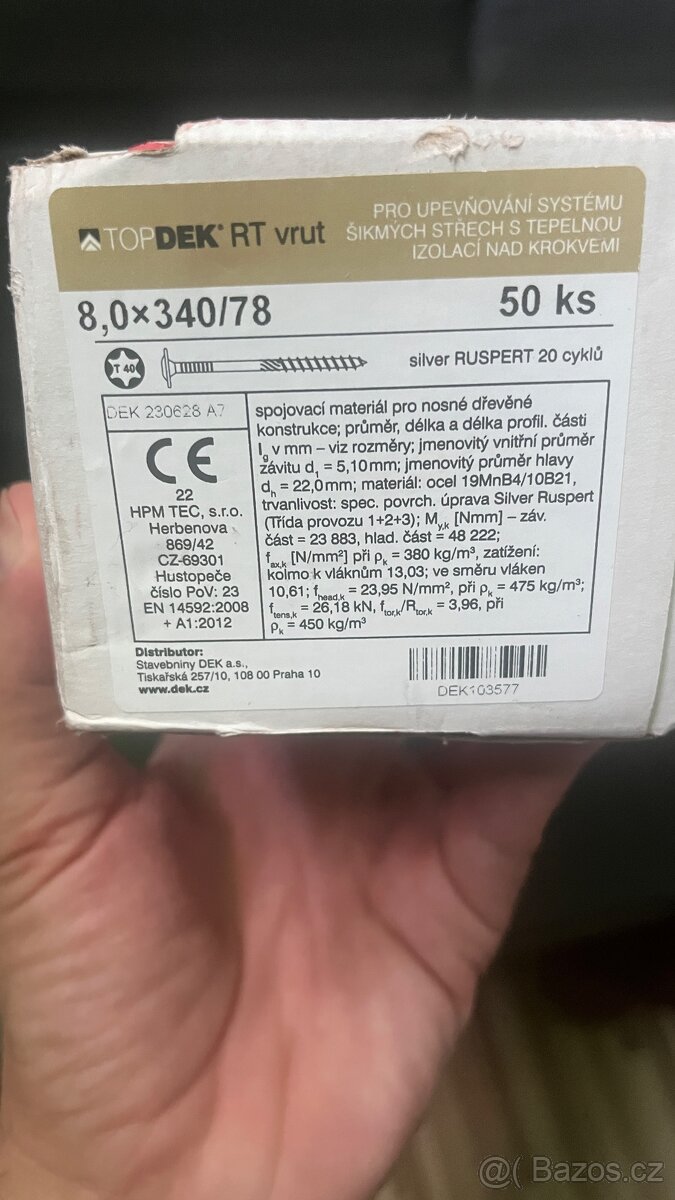 TOPDEK® RT vrut
PRO UPEVŇOVÁNÍ SYSTÉMU
ŠIKMÝCH STŘECH S TEPELNOU
IZOLACÍ NAD KROKVEMI
8,0×340/78
50 ks
T 40
silver RUSPERT 20 cyklů
DEK 230628 A7
CE
22
HPM TEC, s.r.o.
Herbenova
869/42
CZ-69301
Hustopeče
číslo PoV: 23
EN 14592:2008
+ A1:2012
spojovací materiál pro nosné dřevěné
konstrukce; průměr, délka a délka profil. části
lg v mm – viz rozměry; jmenovitý vnitřní průměr
závitu d1 = 5,10mm; jmenovitý průměr hlavy
dh = 22,0mm; materiál: ocel 19MnB4/10B21,
trvanlivost: spec. povrch. úprava Silver Ruspert
(Třída provozu 1+2+3); My,k [Nmm] – záv.
část = 23 883, hlad. část = 48 222;
fax,k [N/mm²] při ρk = 380 kg/m³, zatížení:
kolmo k vláknům 13,03; ve směru vláken
10,61; fhead,k = 23,95 N/mm², při ρk = 475 kg/m³;
ftens,k = 26,18 kN, ftor,k/Rtor,k = 3,96, při
ρk = 450 kg/m³
Distributor:
Stavebniny DEK a.s.,
Tiskařská 257/10, 108 00 Praha 10
www.dek.cz
DEK103577
@( Bazos.cz